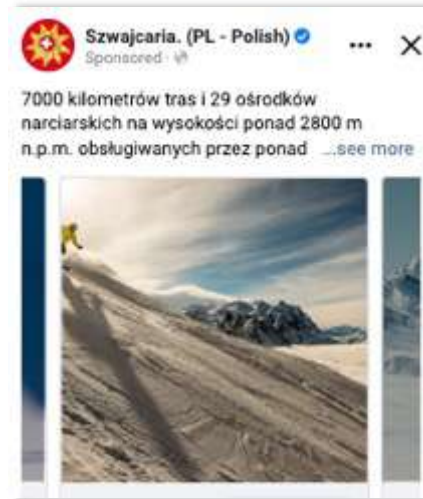 Szwajcaria. (PL - Polish)
Sponsored ·
7000 kilometrów tras i 29 ośrodków
narciarskich na wysokości ponad 2800 m
n.p.m. obsługiwanych przez ponad ...see more